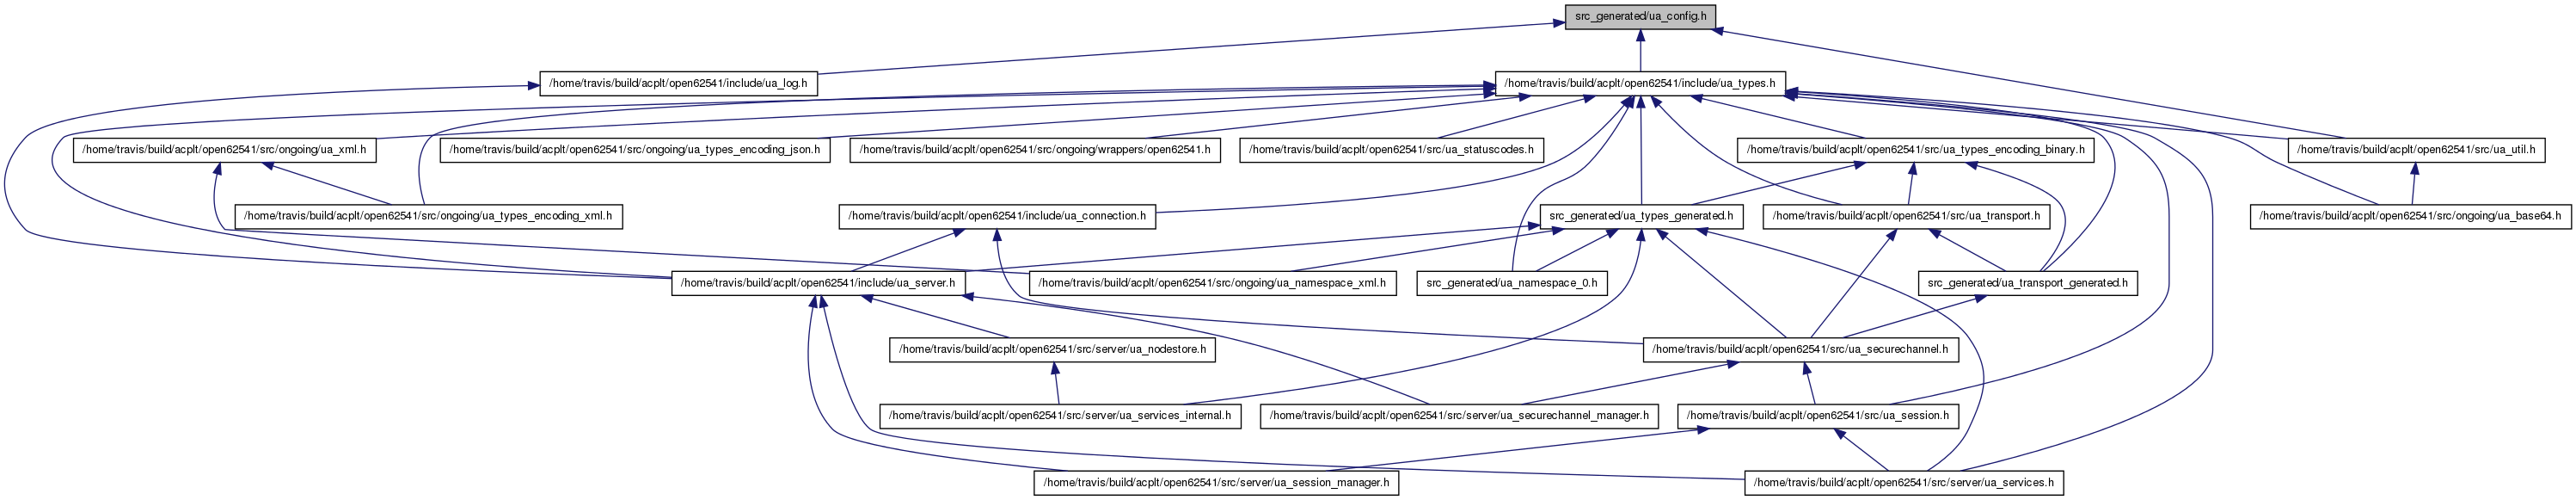 src_generated/ua_config.h
/home/travis/build/acplt/open62541/include/ua_log.h
/home/travis/build/acplt/open62541/include/ua_types.h
/home/travis/build/acplt/open62541/src/ongoing/ua_xml.h
/home/travis/build/acplt/open62541/src/ongoing/ua_types_encoding_json.h
/home/travis/build/acplt/open62541/src/ongoing/wrappers/open62541.h
/home/travis/build/acplt/open62541/src/ua_statuscodes.h
/home/travis/build/acplt/open62541/src/ua_types_encoding_binary.h
/home/travis/build/acplt/open62541/src/ua_util.h
/home/travis/build/acplt/open62541/src/ongoing/ua_types_encoding_xml.h
/home/travis/build/acplt/open62541/include/ua_connection.h
src_generated/ua_types_generated.h
/home/travis/build/acplt/open62541/src/ua_transport.h
/home/travis/build/acplt/open62541/src/ongoing/ua_base64.h
/home/travis/build/acplt/open62541/include/ua_server.h
/home/travis/build/acplt/open62541/src/ongoing/ua_namespace_xml.h
src_generated/ua_namespace_0.h
src_generated/ua_transport_generated.h
/home/travis/build/acplt/open62541/src/server/ua_nodestore.h
/home/travis/build/acplt/open62541/src/ua_securechannel.h
/home/travis/build/acplt/open62541/src/server/ua_services_internal.h
/home/travis/build/acplt/open62541/src/server/ua_securechannel_manager.h
/home/travis/build/acplt/open62541/src/ua_session.h
/home/travis/build/acplt/open62541/src/server/ua_session_manager.h
/home/travis/build/acplt/open62541/src/server/ua_services.h